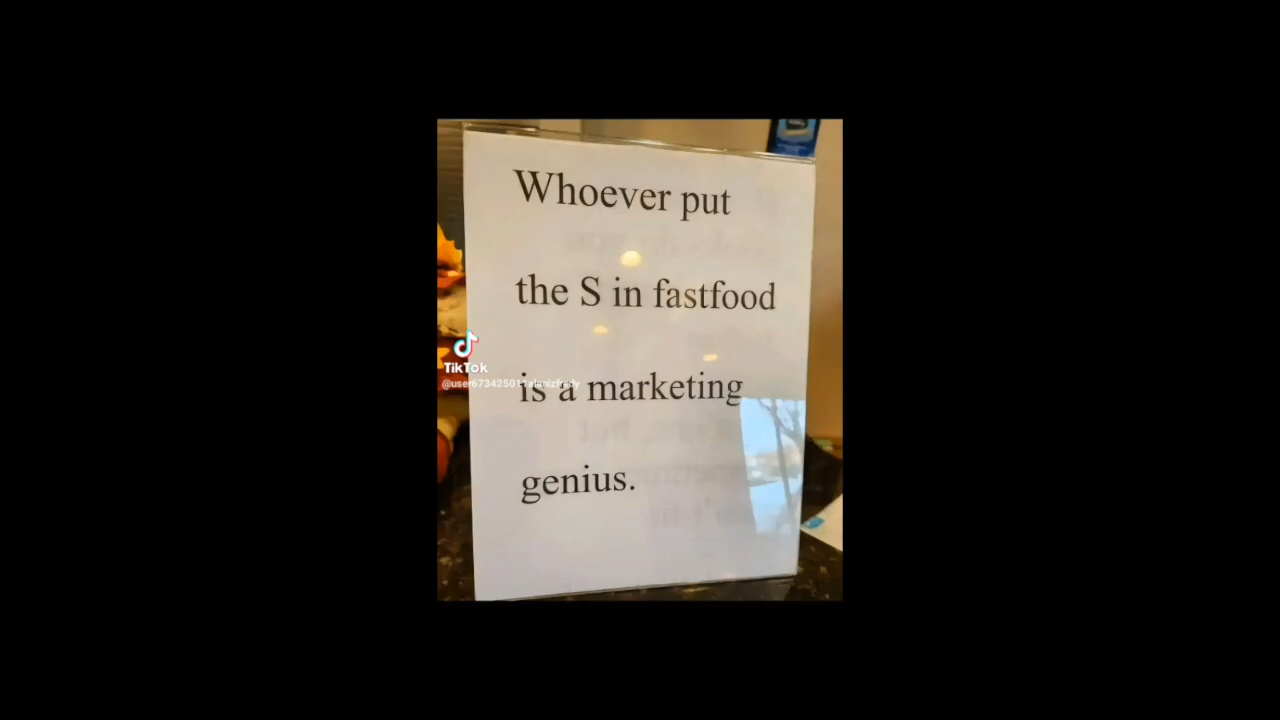 Whoever put
the S in fastfood
is a marketing
genius.
TikTok